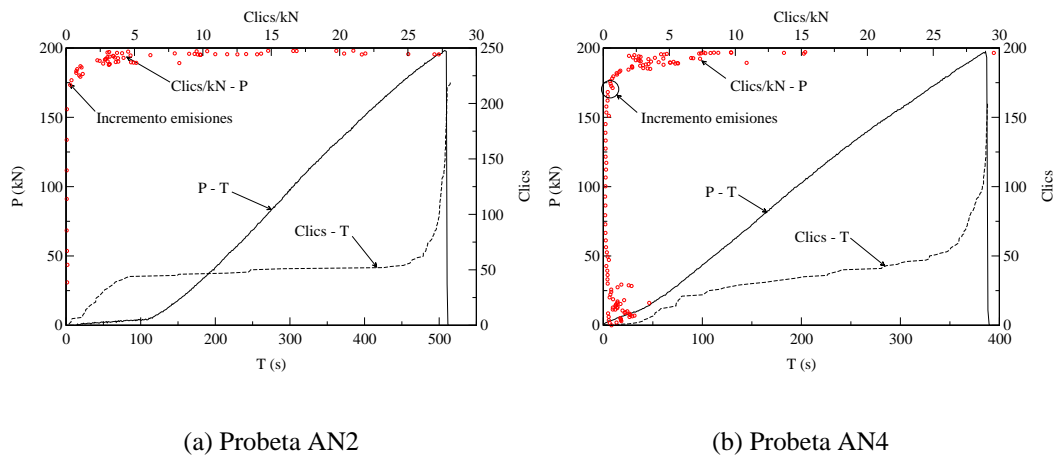 Clics/kN
0 5 10 15 20 25 30
200
150
100
50
0
P (kN)
250
200
150
100
50
0
Clics
Clics/kN - P
Incremento emisiones
P - T
Clics - T
0 100 200 300 400 500
T (s)
(a) Probeta AN2
Clics/kN
0 5 10 15 20 25 30
200
150
100
50
0
P (kN)
200
150
100
50
0
Clics
Clics/kN - P
Incremento emisiones
P - T
Clics - T
0 100 200 300 400
T (s)
(b) Probeta AN4